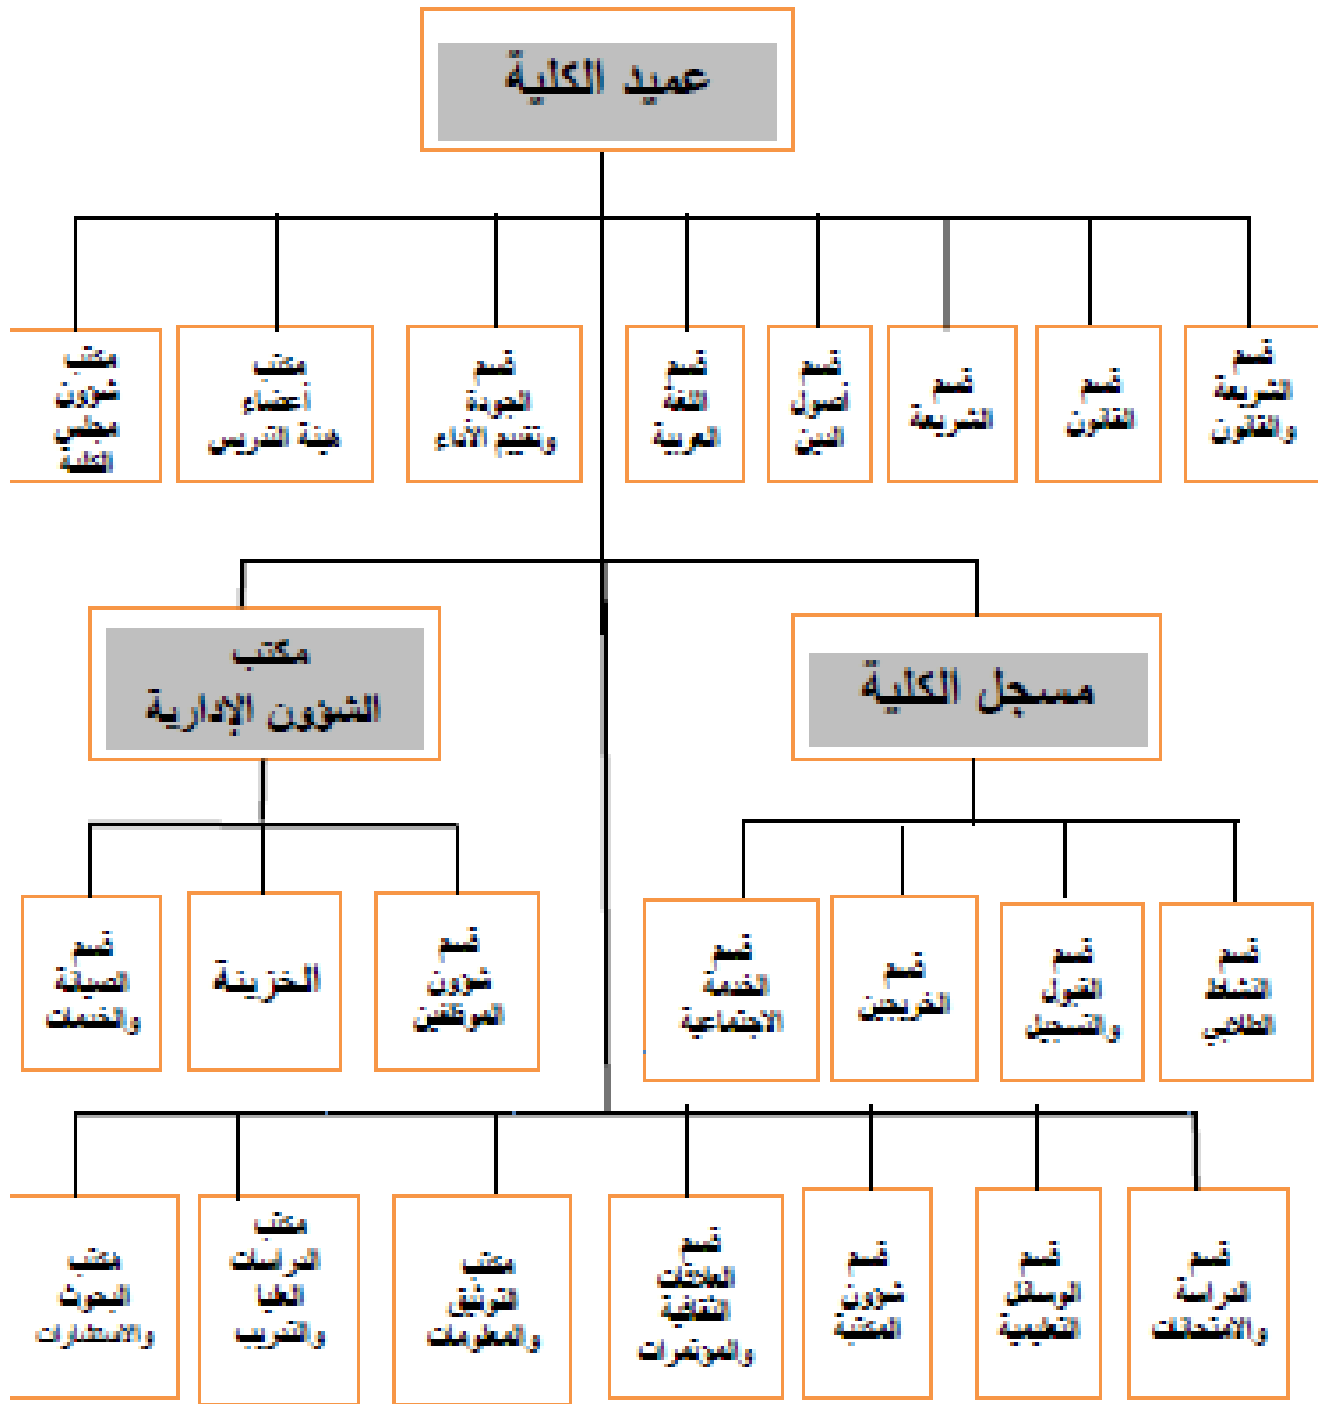 عميد الكلية
قسم
الشريعة
والقانون
قسم
القانون
قسم
الشريعة
قسم
أصول
الدين
قسم
اللغة
العربية
قسم
الجودة
وتقييم الأداء
مكتب
أعضاء
هيئة التدريس
مكتب
شؤون
مجلس
الكلية
مسجل الكلية
مكتب
الشؤون الإدارية
قسم
النشاط
الطلابي
قسم
القبول
والتسجيل
قسم
الخريجين
قسم
الخدمة
الاجتماعية
قسم
شؤون
الموظفين
الخزينة
قسم
الصيانة
والخدمات
قسم
الدراسة
والامتحانات
قسم
الوسائل
التعليمية
قسم
شؤون
المكتبة
قسم
العلاقات
الثقافية
والمؤتمرات
مكتب
التوثيق
والمعلومات
مكتب
الدراسات
العليا
والتدريب
مكتب
البحوث
والاستشارات